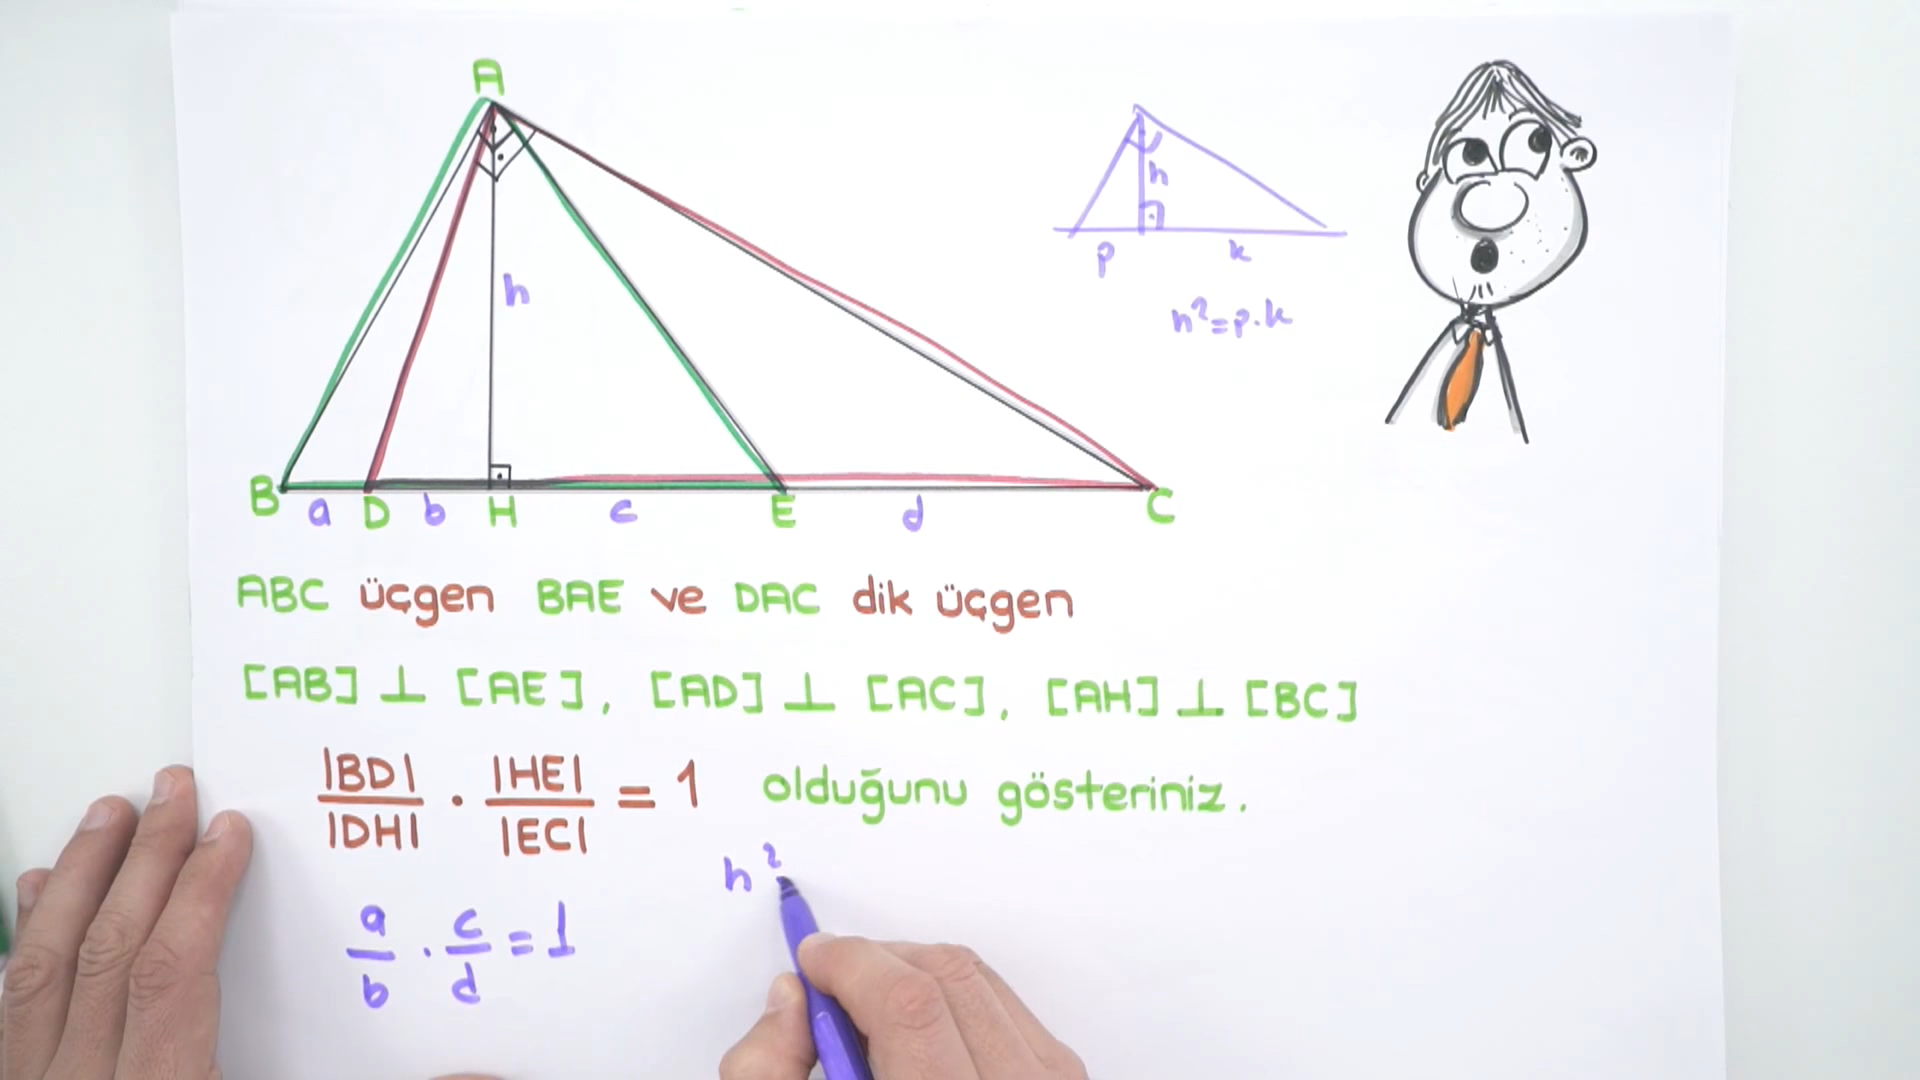 A
h
B a D b H c E d C
h
p k
h²=p.k
ABC üçgen BAE ve DAC dik üçgen
[AB] ⊥ [AE], [AD] ⊥ [AC], [AH] ⊥ [BC]
|BD|/|DH| · |HE|/|EC| = 1 olduğunu gösteriniz.
a/b · c/d = 1
h²